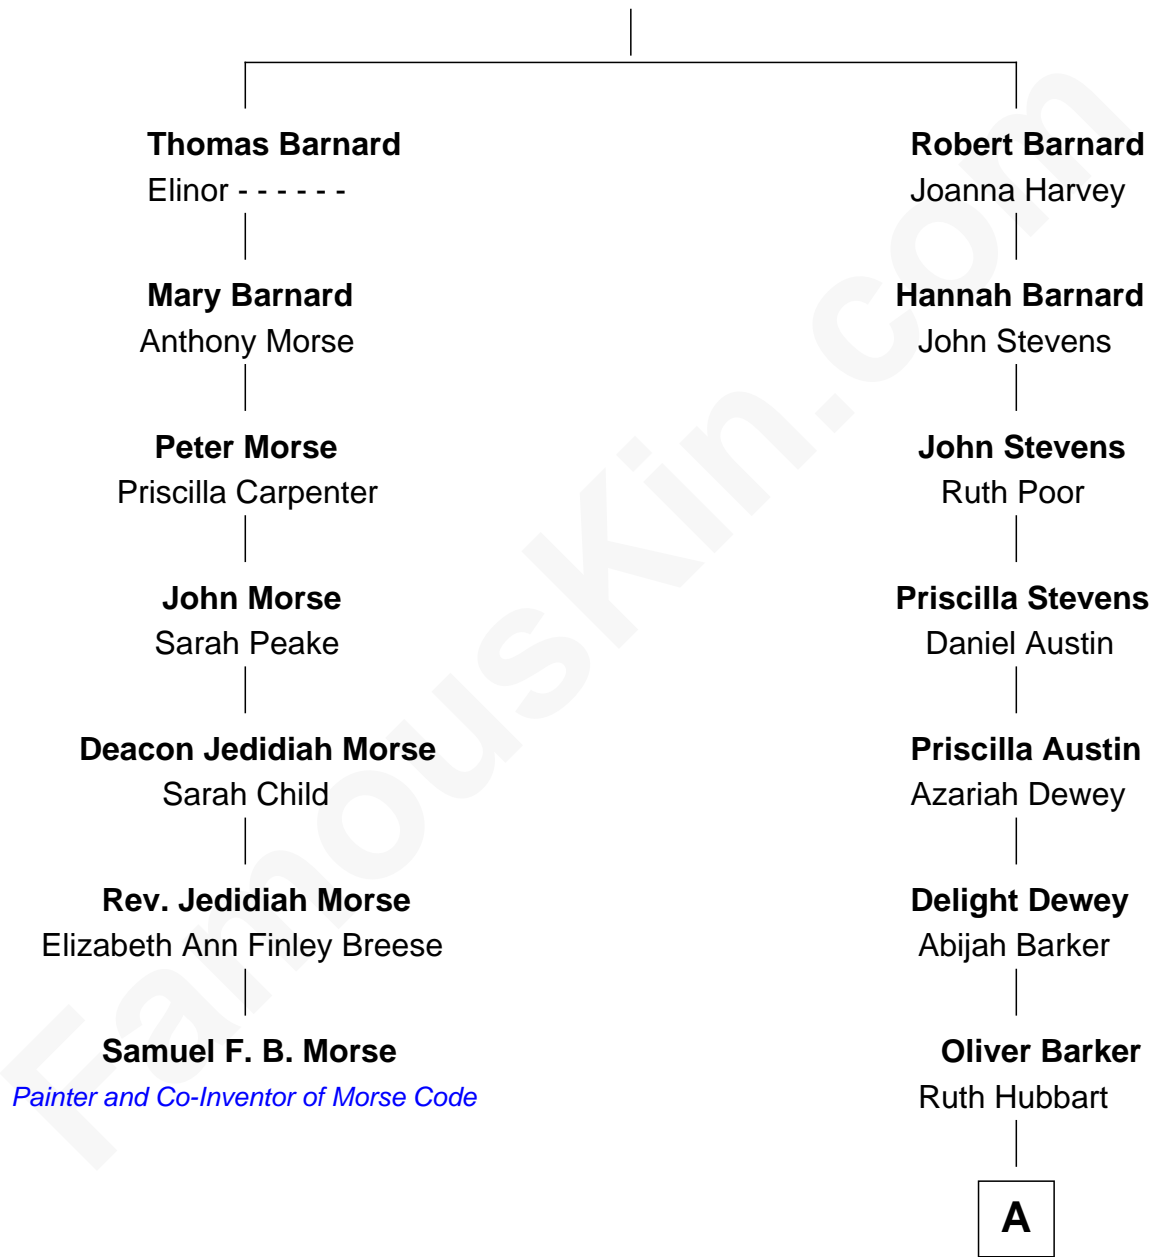 Thomas Barnard
Elinor - - - - - -
Mary Barnard
Anthony Morse
Peter Morse
Priscilla Carpenter
John Morse
Sarah Peake
Deacon Jedidiah Morse
Sarah Child
Rev. Jedidiah Morse
Elizabeth Ann Finley Breese
Samuel F. B. Morse
Painter and Co-Inventor of Morse Code
Robert Barnard
Joanna Harvey
Hannah Barnard
John Stevens
John Stevens
Ruth Poor
Priscilla Stevens
Daniel Austin
Priscilla Austin
Azariah Dewey
Delight Dewey
Abijah Barker
Oliver Barker
Ruth Hubbart
A
FamousKin.com